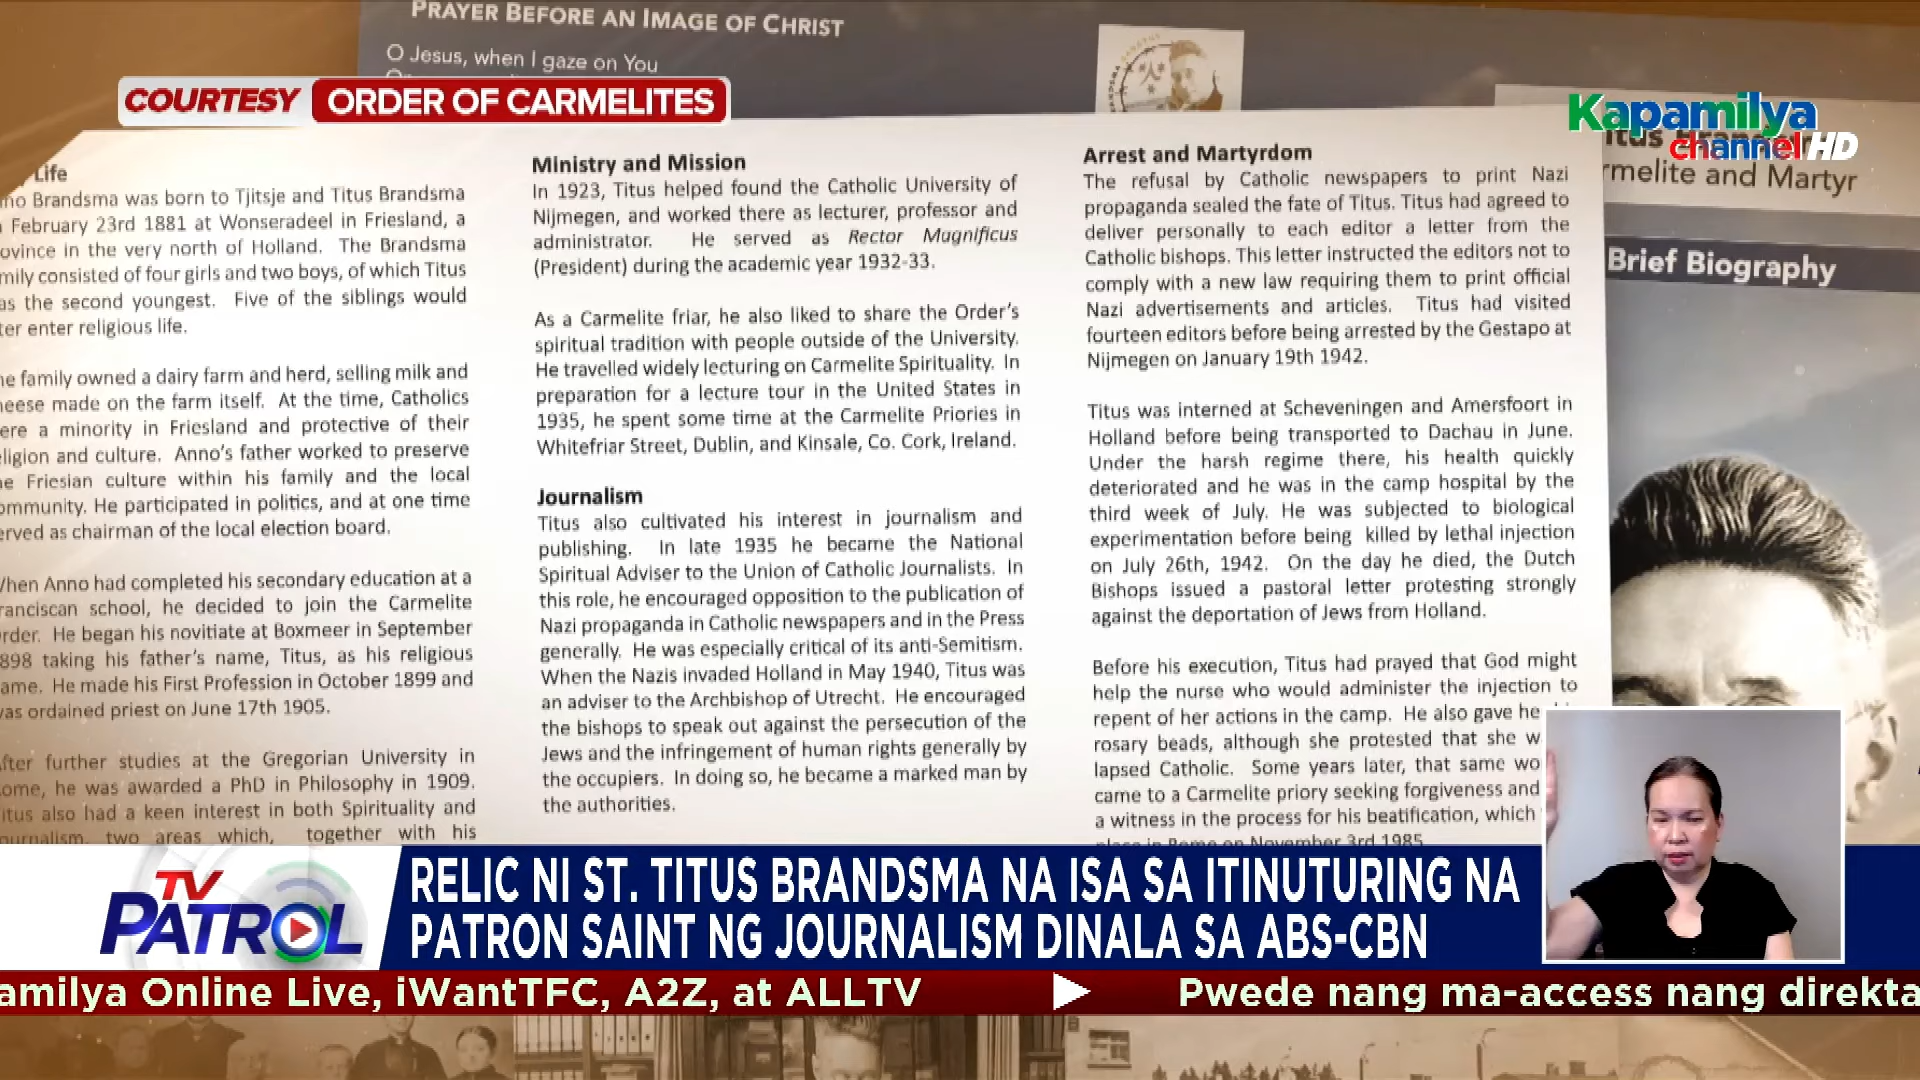 PRAYER BEFORE AN IMAGE OF CHRIST
O Jesus, when I gaze on You
COURTESY ORDER OF CARMELITES
Kapamilya
channel HD
Life
Brandsma was born to Tjitsje and Titus Brandsma
February 23rd 1881 at Wonseradeel in Friesland, a
in the very north of Holland. The Brandsma
consisted of four girls and two boys, of which Titus
the second youngest. Five of the siblings would
enter religious life.
family owned a dairy farm and herd, selling milk and
made on the farm itself. At the time, Catholics
a minority in Friesland and protective of their
and culture. Anno's father worked to preserve
Friesian culture within his family and the local
He participated in politics, and at one time
as chairman of the local election board.
Anno had completed his secondary education at a
school, he decided to join the Carmelite
He began his novitiate at Boxmeer in September
898 taking his father's name, Titus, as his religious
He made his First Profession in October 1899 and
ordained priest on June 17th 1905.
further studies at the Gregorian University in
he was awarded a PhD in Philosophy in 1909.
also had a keen interest in both Spirituality and
two areas which, together with his
Ministry and Mission
In 1923, Titus helped found the Catholic University of
Nijmegen, and worked there as lecturer, professor and
administrator. He served as Rector Magnificus
(President) during the academic year 1932-33.
As a Carmelite friar, he also liked to share the Order's
spiritual tradition with people outside of the University.
He travelled widely lecturing on Carmelite Spirituality. In
preparation for a lecture tour in the United States in
1935, he spent some time at the Carmelite Priories in
Whitefriar Street, Dublin, and Kinsale, Co. Cork, Ireland.
Journalism
Titus also cultivated his interest in journalism and
publishing. In late 1935 he became the National
Spiritual Adviser to the Union of Catholic Journalists. In
this role, he encouraged opposition to the publication of
Nazi propaganda in Catholic newspapers and in the Press
generally. He was especially critical of its anti-Semitism.
When the Nazis invaded Holland in May 1940, Titus was
an adviser to the Archbishop of Utrecht. He encouraged
the bishops to speak out against the persecution of the
Jews and the infringement of human rights generally by
the occupiers. In doing so, he became a marked man by
the authorities.
Arrest and Martyrdom
The refusal by Catholic newspapers to print Nazi
propaganda sealed the fate of Titus. Titus had agreed to
deliver personally to each editor a letter from the
Catholic bishops. This letter instructed the editors not to
comply with a new law requiring them to print official
Nazi advertisements and articles. Titus had visited
fourteen editors before being arrested by the Gestapo at
Nijmegen on January 19th 1942.
Titus was interned at Scheveningen and Amersfoort in
Holland before being transported to Dachau in June.
Under the harsh regime there, his health quickly
deteriorated and he was in the camp hospital by the
third week of July. He was subjected to biological
experimentation before being killed by lethal injection
on July 26th, 1942. On the day he died, the Dutch
Bishops issued a pastoral letter protesting strongly
against the deportation of Jews from Holland.
Before his execution, Titus had prayed that God might
help the nurse who would administer the injection to
repent of her actions in the camp. He also gave he
rosary beads, although she protested that she w
lapsed Catholic. Some years later, that same wo
came to a Carmelite priory seeking forgiveness and
a witness in the process for his beatification, which
place in Rome on November 3rd 1985.
rmelite and Martyr
Brief Biography
TV PATROL
RELIC NI ST. TITUS BRANDSMA NA ISA SA ITINUTURING NA
PATRON SAINT NG JOURNALISM DINALA SA ABS-CBN
amilya Online Live, iWantTFC, A2Z, at ALLTV Pwede nang ma-access nang direkta